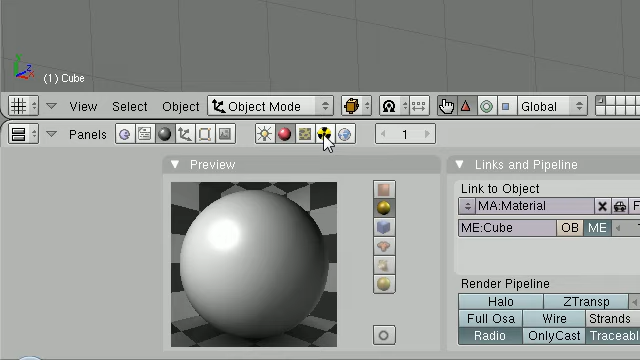 (1) Cube
View Select Object Object Mode Global
Panels 1
Preview
Links and Pipeline
Link to Object
MA:Material F
ME:Cube OB ME
Render Pipeline
Halo ZTransp
Full Osa Wire Strands
Radio OnlyCast Traceabl